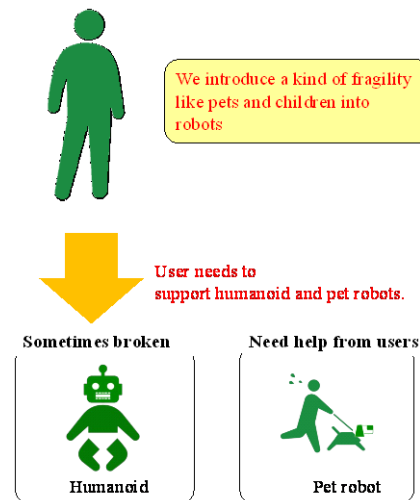 We introduce a kind of fragility
like pets and children into
robots
User needs to
support humanoid and pet robots.
Sometimes broken
Need help from users
Humanoid
Pet robot